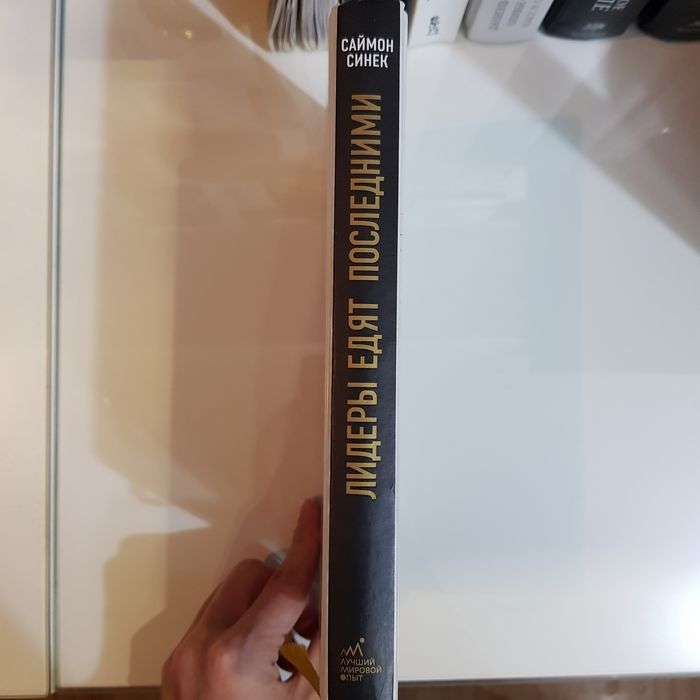 САЙМОН
СИНЕК
ЛИДЕРЫ ЕДЯТ ПОСЛЕДНИМИ
ЛУЧШИЙ
МИРОВОЙ
ОПЫТ